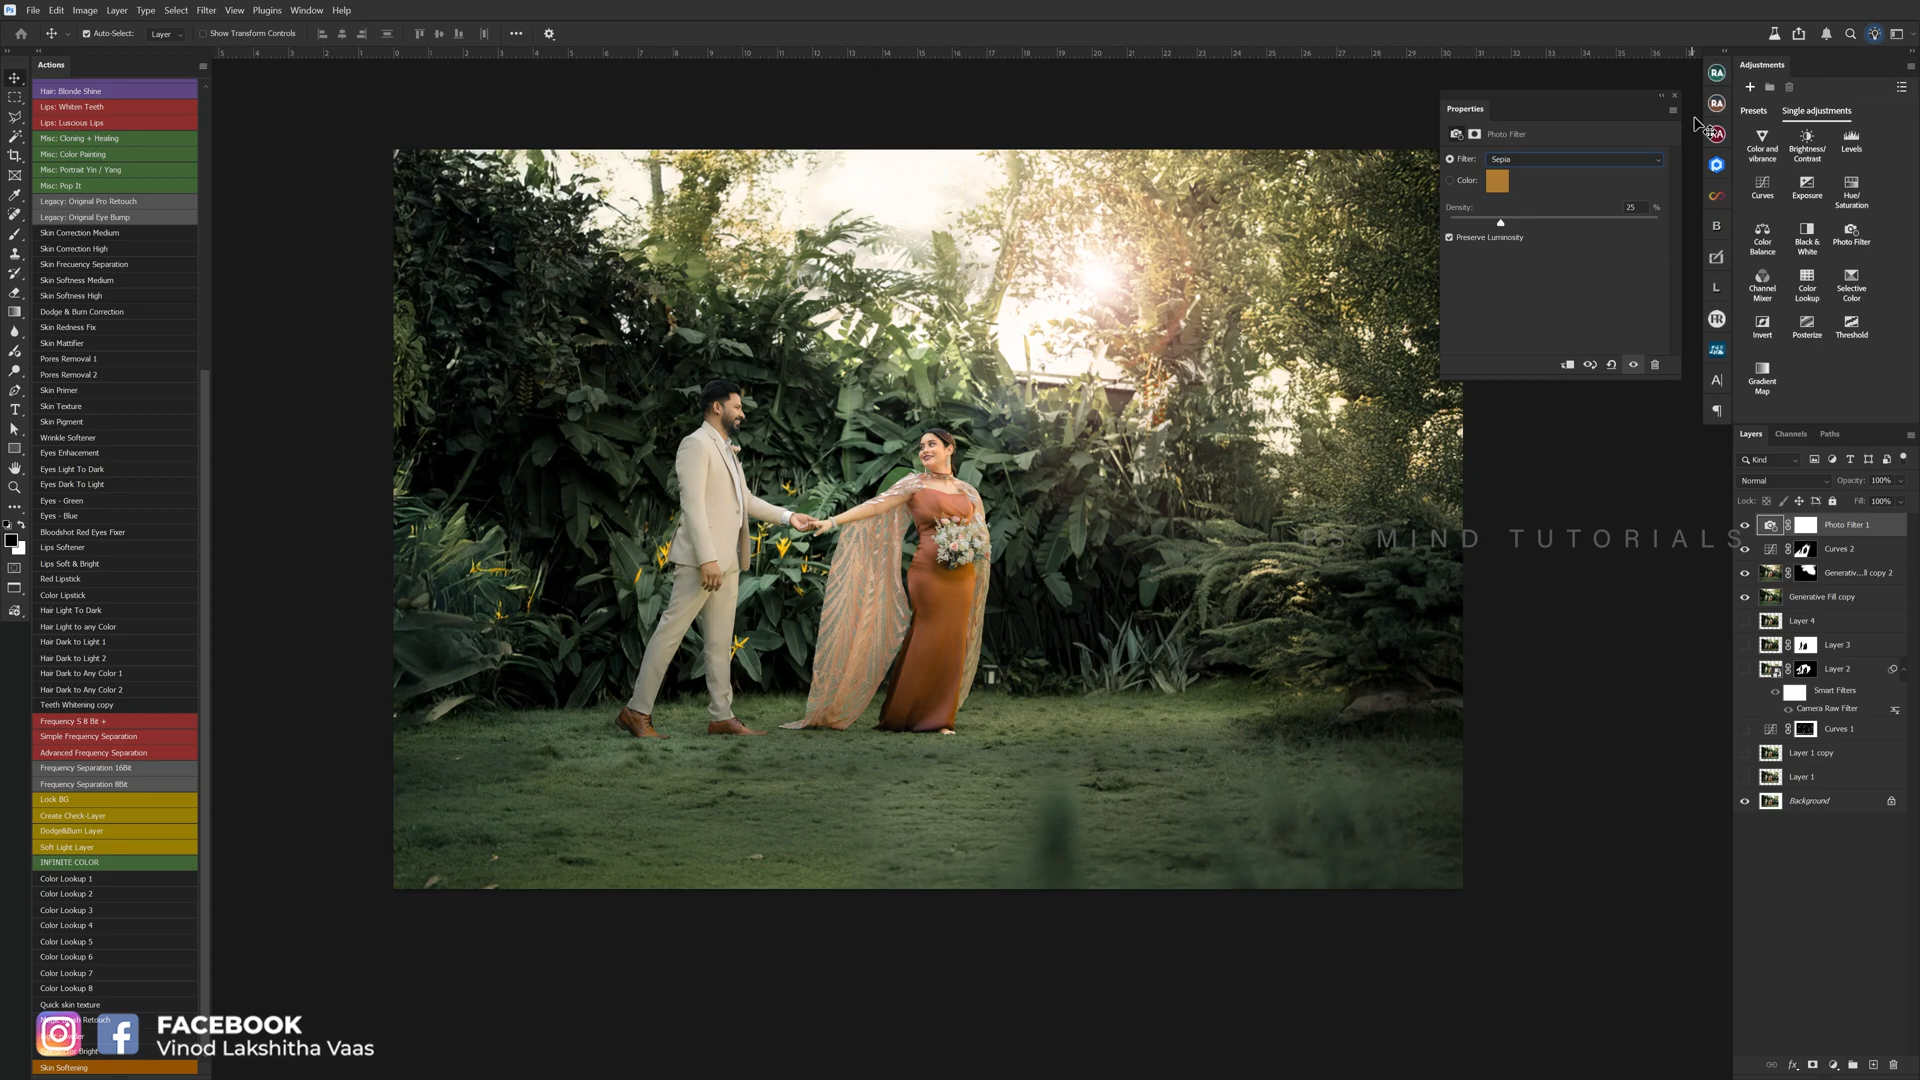 Ps File Edit Image Layer Type Select Filter View Plugins Window Help
Auto-Select: Layer Show Transform Controls
Actions
Hair: Blonde Shine
Lips: Whiten Teeth
Lips: Luscious Lips
Misc: Cloning + Healing
Misc: Color Painting
Misc: Portrait Yin / Yang
Misc: Pop It
Legacy: Original Pro Retouch
Legacy: Original Eye Bump
Skin Correction Medium
Skin Correction High
Skin Frecuency Separation
Skin Softness Medium
Skin Softness High
Dodge & Burn Correction
Skin Redness Fix
Skin Mattifier
Pores Removal 1
Pores Removal 2
Skin Primer
Skin Texture
Skin Pigment
Wrinkle Softener
Eyes Enhacement
Eyes Light To Dark
Eyes Dark To Light
Eyes - Green
Eyes - Blue
Bloodshot Red Eyes Fixer
Lips Softener
Lips Soft & Bright
Red Lipstick
Color Lipstick
Hair Light To Dark
Hair Light to any Color
Hair Dark to Light 1
Hair Dark to Light 2
Hair Dark to Any Color 1
Hair Dark to Any Color 2
Teeth Whitening copy
Frequency S 8 Bit +
Simple Frequency Separation
Advanced Frequency Separation
Frequency Separation 16Bit
Frequency Separation 8Bit
Lock BG
Create Check-Layer
Dodge&Burn Layer
Soft Light Layer
INFINITE COLOR
Color Lookup 1
Color Lookup 2
Color Lookup 3
Color Lookup 4
Color Lookup 5
Color Lookup 6
Color Lookup 7
Color Lookup 8
Quick skin texture
Retouch
Bright
Skin Softening
FACEBOOK
Vinod Lakshitha Vaas
MIND TUTORIALS
Properties
Photo Filter
Filter: Sepia
Color:
Density: 25 %
Preserve Luminosity
RA
RA
B
L
A
Adjustments
Presets Single adjustments
Color and vibrance
Brightness/ Contrast
Levels
Curves
Exposure
Hue/ Saturation
Color Balance
Black & White
Photo Filter
Channel Mixer
Color Lookup
Selective Color
Invert
Posterize
Threshold
Gradient Map
Layers Channels Paths
Kind
Normal Opacity: 100%
Lock: Fill: 100%
Photo Filter 1
Curves 2
Generativ...ll copy 2
Generative Fill copy
Layer 4
Layer 3
Layer 2
Smart Filters
Camera Raw Filter
Curves 1
Layer 1 copy
Layer 1
Background
fx